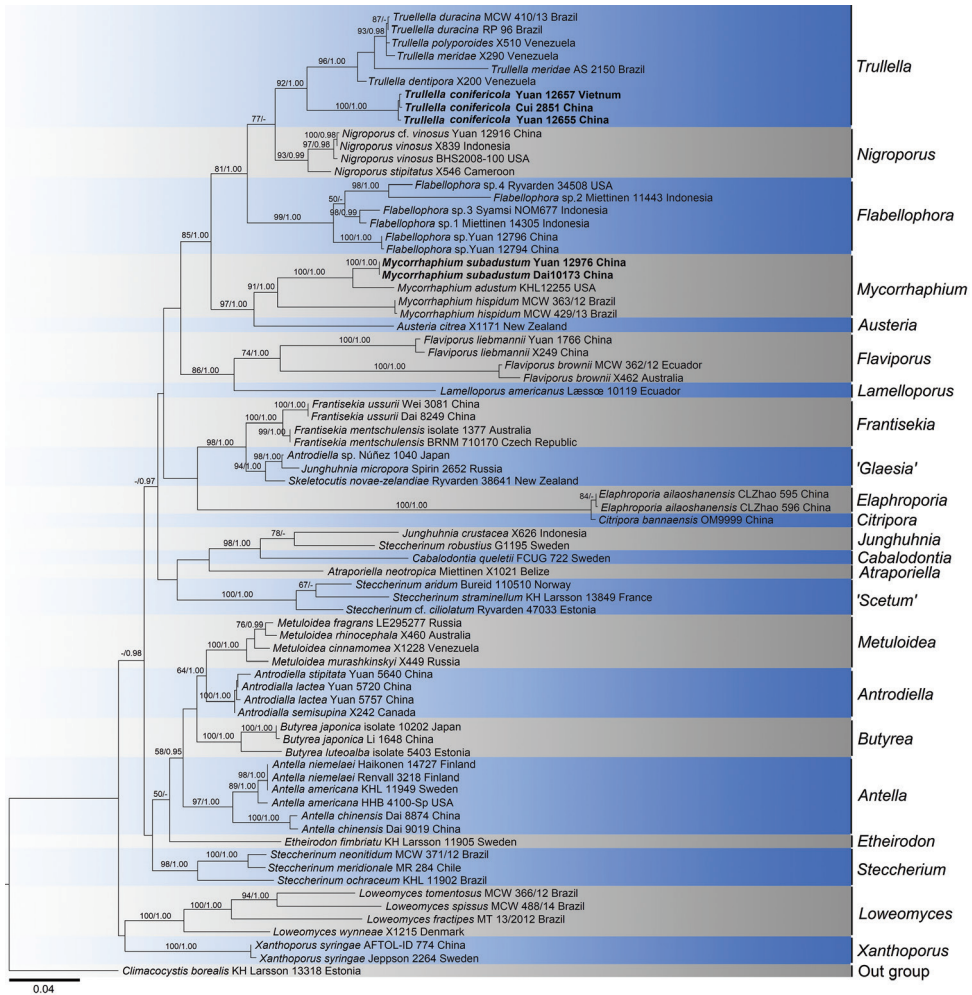 87/-
Truellella duracina MCW 410/13 Brazil
Truellella duracina RP 96 Brazil
93/0.98
Trullella polyporoides X510 Venezuela
Trullella meridae X290 Venezuela
96/1.00
Trullella meridae AS 2150 Brazil
Trullella
92/1.00
Trullella dentipora X200 Venezuela
Trullella conifericola Yuan 12657 Vietnum
100/1.00
Trullella conifericola Cui 2851 China
Trullella conifericola Yuan 12655 China
77/-
100/0.98
Nigroporus cf. vinosus Yuan 12916 China
97/0.98
Nigroporus vinosus X839 Indonesia
93/0.99
Nigroporus vinosus BHS2008-100 USA
Nigroporus
Nigroporus stipitatus X546 Cameroon
81/1.00
98/1.00
Flabellophora sp.4 Ryvarden 34508 USA
50/-
Flabellophora sp.2 Miettinen 11443 Indonesia
98/0.99
Flabellophora sp.3 Syamsi NOM677 Indonesia
99/1.00
Flabellophora sp.1 Miettinen 14305 Indonesia
Flabellophora
100/1.00
Flabellophora sp.Yuan 12796 China
Flabellophora sp.Yuan 12794 China
85/1.00
100/1.00
Mycorrhaphium subadustum Yuan 12976 China
100/1.00
Mycorrhaphium subadustum Dai10173 China
91/1.00
Mycorrhaphium adustum KHL12255 USA
Mycorrhaphium
97/1.00
Mycorrhaphium hispidum MCW 363/12 Brazil
Mycorrhaphium hispidum MCW 429/13 Brazil
Austeria citrea X1171 New Zealand
Austeria
100/1.00
Flaviporus liebmannii Yuan 1766 China
74/1.00
Flaviporus liebmannii X249 China
Flaviporus
86/1.00
100/1.00
Flaviporus brownii MCW 362/12 Ecuador
Flaviporus brownii X462 Australia
Lamelloporus americanus Læssœ 10119 Ecuador
Lamelloporus
100/1.00
Frantisekia ussurii Wei 3081 China
100/1.00
Frantisekia ussurii Dai 8249 China
99/1.00
Frantisekia mentschulensis isolate 1377 Australia
Frantisekia
98/1.00
Frantisekia mentschulensis BRNM 710170 Czech Republic
98/1.00
Antrodiella sp. Núñez 1040 Japan
94/1.00
Junghuhnia micropora Spirin 2652 Russia
'Glaesia'
Skeletocutis novae-zelandiae Ryvarden 38641 New Zealand
-/0.97
84/-
Elaphroporia ailaoshanensis CLZhao 595 China
100/1.00
Elaphroporia ailaoshanensis CLZhao 596 China
Elaphroporia
Citripora bannaensis OM9999 China
Citripora
78/-
Junghuhnia crustacea X626 Indonesia
98/1.00
Steccherinum robustius G1195 Sweden
Junghuhnia
Cabalodontia queletii FCUG 722 Sweden
Cabalodontia
Atraporiella neotropica Miettinen X1021 Belize
Atraporiella
67/-
Steccherinum aridum Bureid 110510 Norway
100/1.00
Steccherinum straminellum KH Larsson 13849 France
'Scetum'
Steccherinum cf. ciliolatum Ryvarden 47033 Estonia
76/0.99
Metuloidea fragrans LE295277 Russia
Metuloidea rhinocephala X460 Australia
100/1.00
Metuloidea cinnamomea X1228 Venezuela
Metuloidea
-/0.98
Metuloidea murashkinskyi X449 Russia
64/1.00
Antrodialla stipitata Yuan 5640 China
Antrodialla lactea Yuan 5720 China
100/1.00
Antrodialla lactea Yuan 5757 China
Antrodiella
Antrodialla semisupina X242 Canada
100/1.00
Butyrea japonica isolate 10202 Japan
100/1.00
Butyrea japonica Li 1648 China
Butyrea
58/0.95
Butyrea luteoalba isolate 5403 Estonia
Antella niemelaei Haikonen 14727 Finland
98/1.00
Antella niemelaei Renvall 3218 Finland
89/1.00
Antella americana KHL 11949 Sweden
Antella
50/-
97/1.00
Antella americana HHB 4100-Sp USA
100/1.00
Antella chinensis Dai 8874 China
Antella chinensis Dai 9019 China
Etheirodon fimbriatu KH Larsson 11905 Sweden
Etheirodon
100/1.00
Steccherinum neonitidum MCW 371/12 Brazil
98/1.00
Steccherinum meridionale MR 284 Chile
Steccherium
Steccherinum ochraceum KHL 11902 Brazil
94/1.00
Loweomyces tomentosus MCW 366/12 Brazil
100/1.00
Loweomyces spissus MCW 488/14 Brazil
100/1.00
Loweomyces fractipes MT 13/2012 Brazil
Loweomyces
Loweomyces wynneae X1215 Denmark
100/1.00
Xanthoporus syringae AFTOL-ID 774 China
Xanthoporus
Xanthoporus syringae Jeppson 2264 Sweden
Climacocystis borealis KH Larsson 13318 Estonia
Out group
0.04